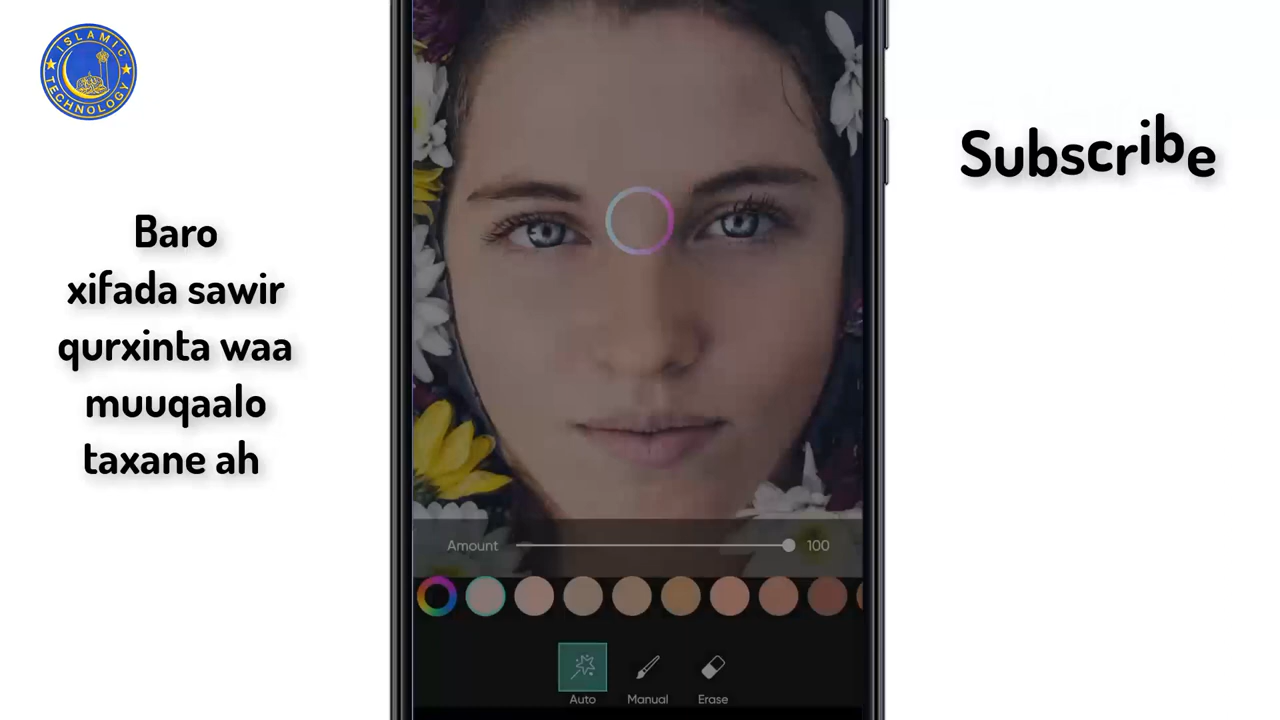 ISLAMIC
TECHNOLOGY
Subscribe
Baro
xifada sawir
qurxinta waa
muuqaalo
taxane ah
Amount 100
Auto Manual Erase